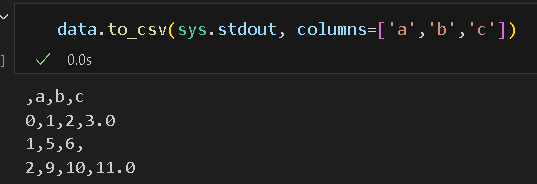 data.to_csv(sys.stdout, columns=['a','b','c'])
0.0s
,a,b,c
0,1,2,3.0
1,5,6,
2,9,10,11.0